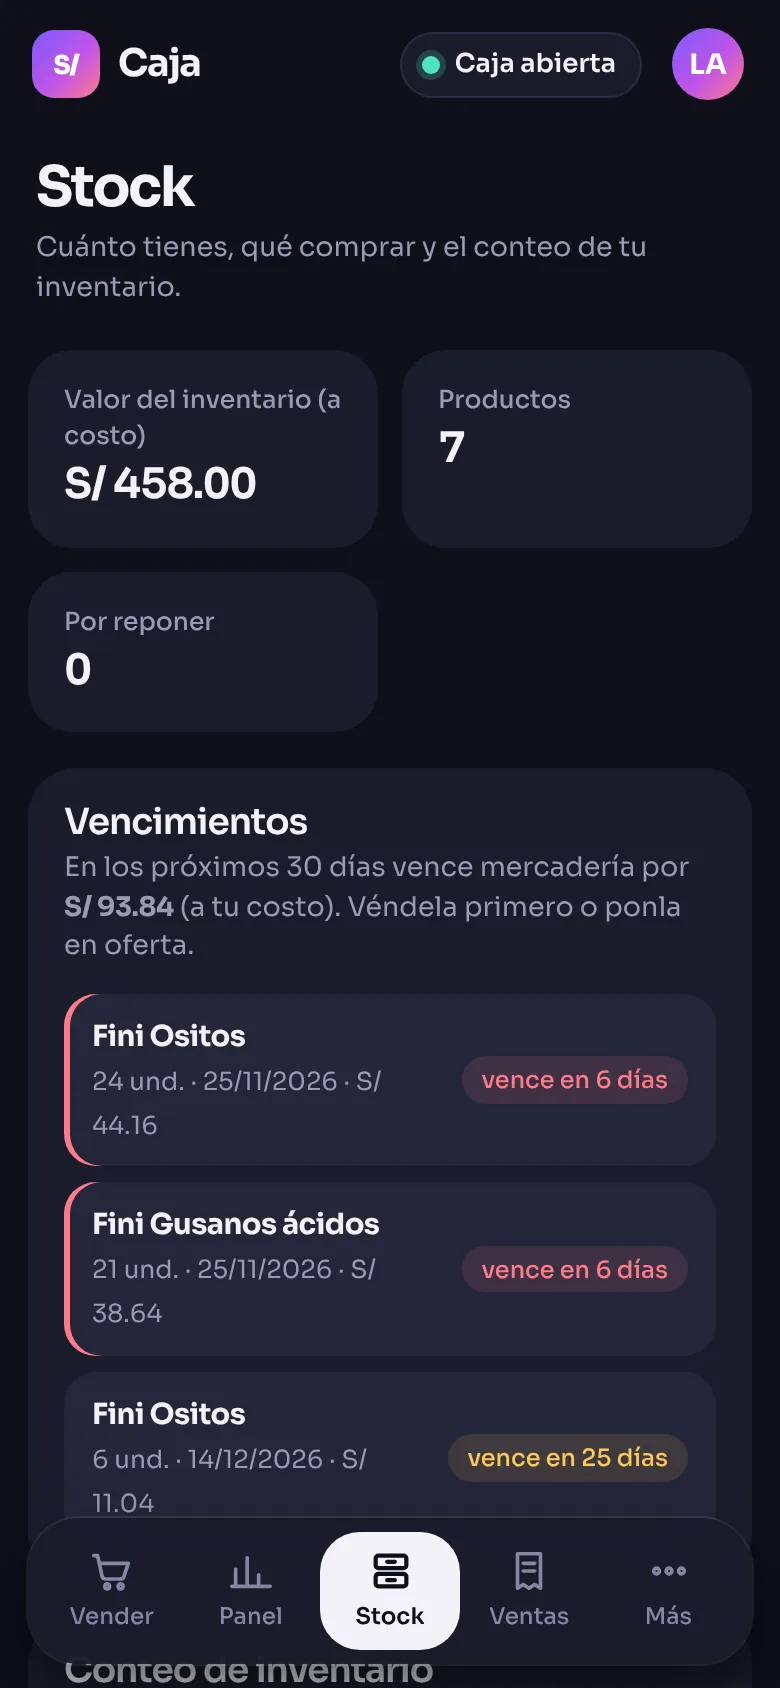 S/ Caja
Caja abierta
LA
Stock
Cuánto tienes, qué comprar y el conteo de tu
inventario.
Valor del inventario (a
costo)
S/ 458.00
Productos
7
Por reponer
0
Vencimientos
En los próximos 30 días vence mercadería por
S/ 93.84 (a tu costo). Véndela primero o ponla
en oferta.
Fini Ositos
24 und. · 25/11/2026 · S/
44.16
vence en 6 días
Fini Gusanos ácidos
21 und. · 25/11/2026 · S/
38.64
vence en 6 días
Fini Ositos
6 und. · 14/12/2026 · S/
11.04
vence en 25 días
Vender
Panel
Stock
Ventas
Más
Conteo de inventario